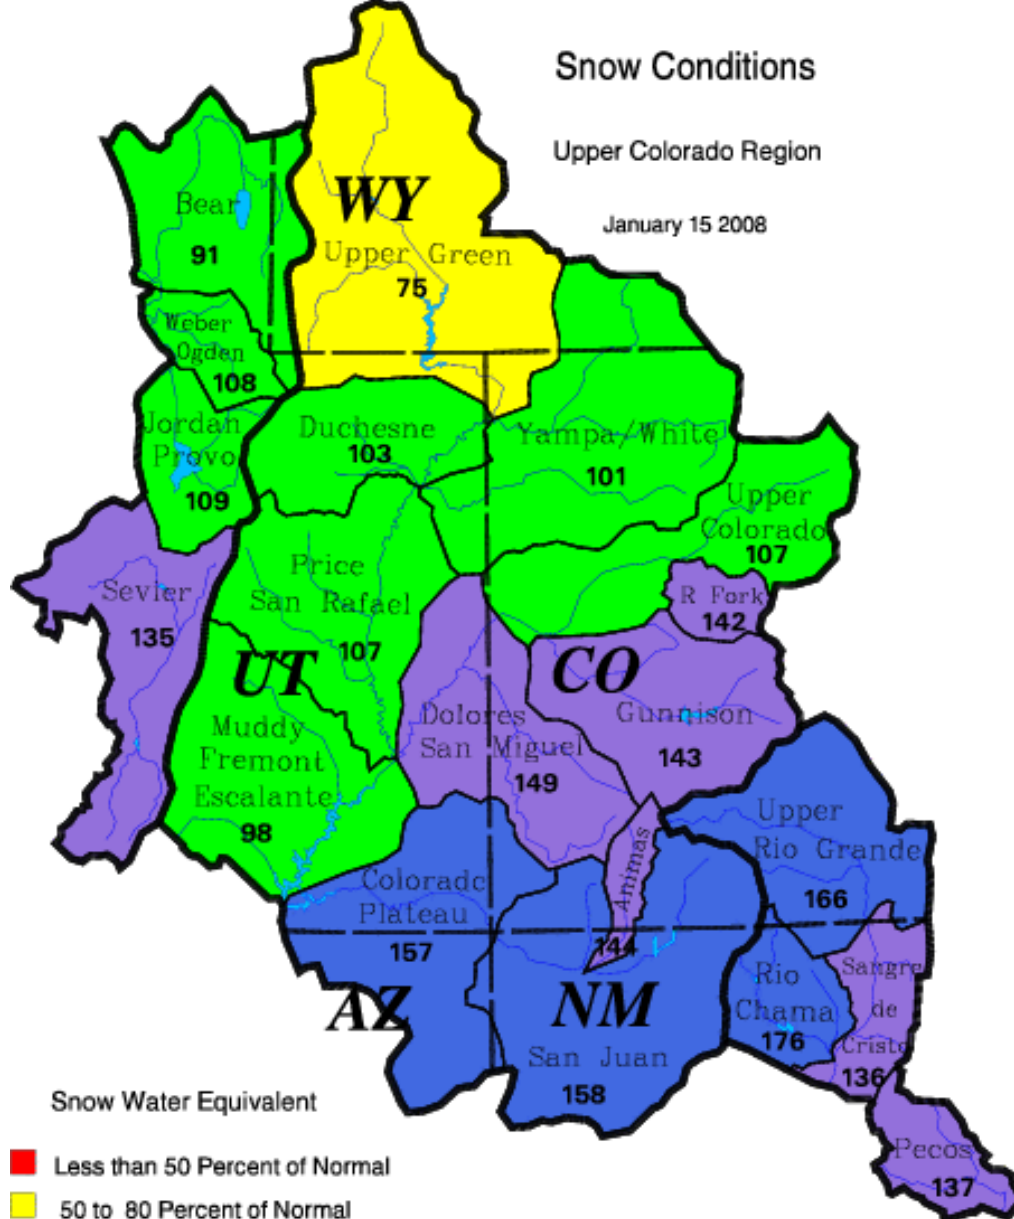 Snow Conditions
Upper Colorado Region
January 15 2008
WY
Bear
91
Upper Green
75
Weber
Ogden
108
Jordan
Provo
109
Duchesne
103
Yampa/White
101
Upper
Colorado
107
Price
San Rafael
107
Sevier
135
R Fork
142
UT
CO
Muddy
Fremont
Escalante
98
Dolores
San Miguel
149
Gunnison
143
Upper
Rio Grande
166
Animas
144
Colorado
Plateau
157
AZ
NM
San Juan
158
Rio
Chama
176
Sangre
de
Cristo
136
Pecos
137
Snow Water Equivalent
Less than 50 Percent of Normal
50 to 80 Percent of Normal